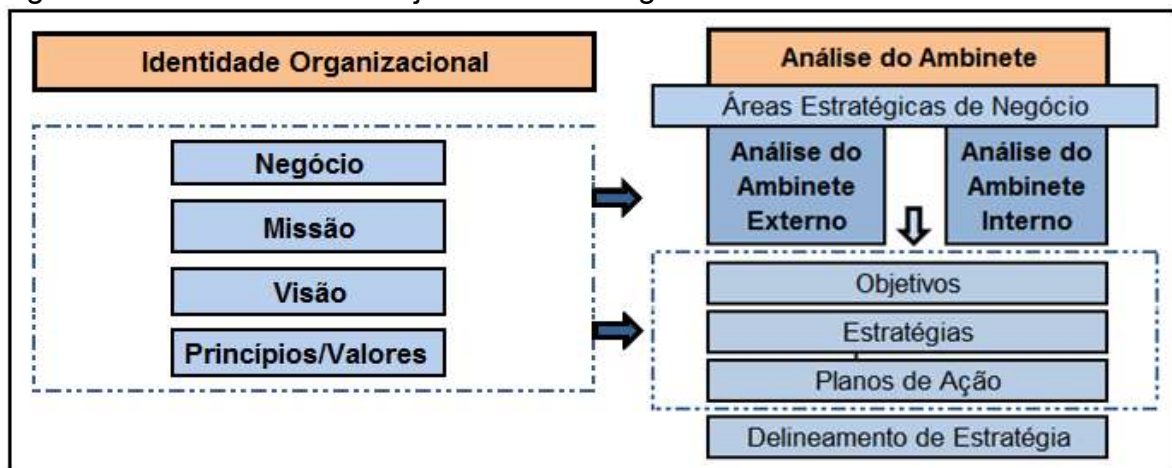 Identidade Organizacional
Negócio
Missão
Visão
Princípios/Valores
Análise do Ambinete
Áreas Estratégicas de Negócio
Análise do
Ambinete
Externo
Análise do
Ambinete
Interno
Objetivos
Estratégias
Planos de Ação
Delineamento de Estratégia